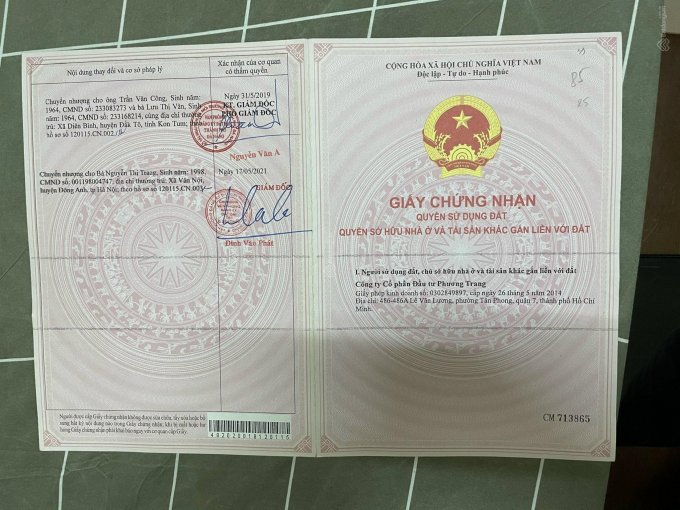 Nội dung thay đổi và cơ sở pháp lý
Xác nhận của cơ quan
có thẩm quyền
Chuyển nhượng cho ông Trần Văn Công, Sinh năm:
1964, CMND số: 233083273 và bà Lưu Thị Vân, Sinh
năm: 1964, CMND số: 233168214, cùng địa chỉ thường
trú: Xã Diên Bình, huyện Đắk Tô, tỉnh Kon Tum; theo
hồ sơ số 120115.CN.002
Ngày 31/5/2019
KT. GIÁM ĐỐC
PHÓ GIÁM ĐỐC
Nguyễn Văn A
Chuyển nhượng cho Bà Nguyễn Thị Trang, Sinh năm: 1998,
CMND số: 001198004747, địa chỉ thường trú: Xã Vân Nội,
huyện Đông Anh, tp Hà Nội; theo hồ sơ số 120115.CN.003
Ngày 17/05/2021
GIÁM ĐỐC
Đinh Văn Phát
Người được cấp Giấy chứng nhận không được sửa chữa, tẩy xóa hoặc bổ
sung bất kỳ nội dung nào trong Giấy chứng nhận; khi bị mất hoặc hư
hỏng Giấy chứng nhận phải khai báo ngay với cơ quan cấp Giấy.
CỘNG HÒA XÃ HỘI CHỦ NGHĨA VIỆT NAM
Độc lập - Tự do - Hạnh phúc
85
85
GIẤY CHỨNG NHẬN
QUYỀN SỬ DỤNG ĐẤT
QUYỀN SỞ HỮU NHÀ Ở VÀ TÀI SẢN KHÁC GẮN LIỀN VỚI ĐẤT
I. Người sử dụng đất, chủ sở hữu nhà ở và tài sản khác gắn liền với đất
Công ty Cổ phần Đầu tư Phương Trang
Giấy phép kinh doanh số: 0302849897, cấp ngày 26 tháng 5 năm 2014
Địa chỉ: 486-486A Lê Văn Lương, phường Tân Phong, quận 7, thành phố Hồ Chí
Minh.
CM 713865